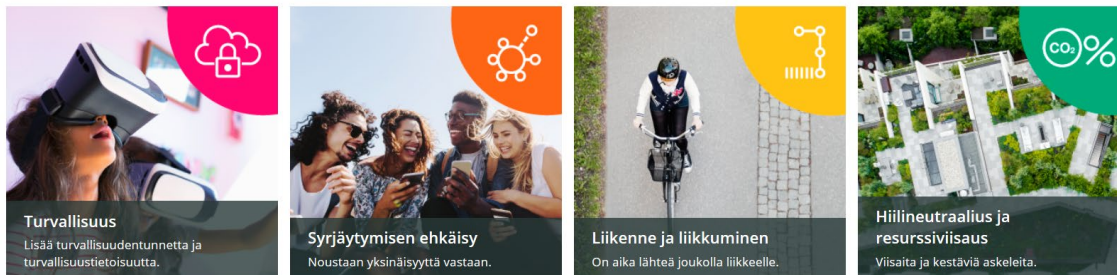 Turvallisuus
Lisää turvallisuudentunnetta ja
turvallisuustietoisuutta.
Syrjäytymisen ehkäisy
Noustaan yksinäisyyttä vastaan.
Liikenne ja liikkuminen
On aika lähteä joukolla liikkeelle.
CO₂%
Hiilineutraalius ja
resurssiviisaus
Viisaita ja kestäviä askeleita.